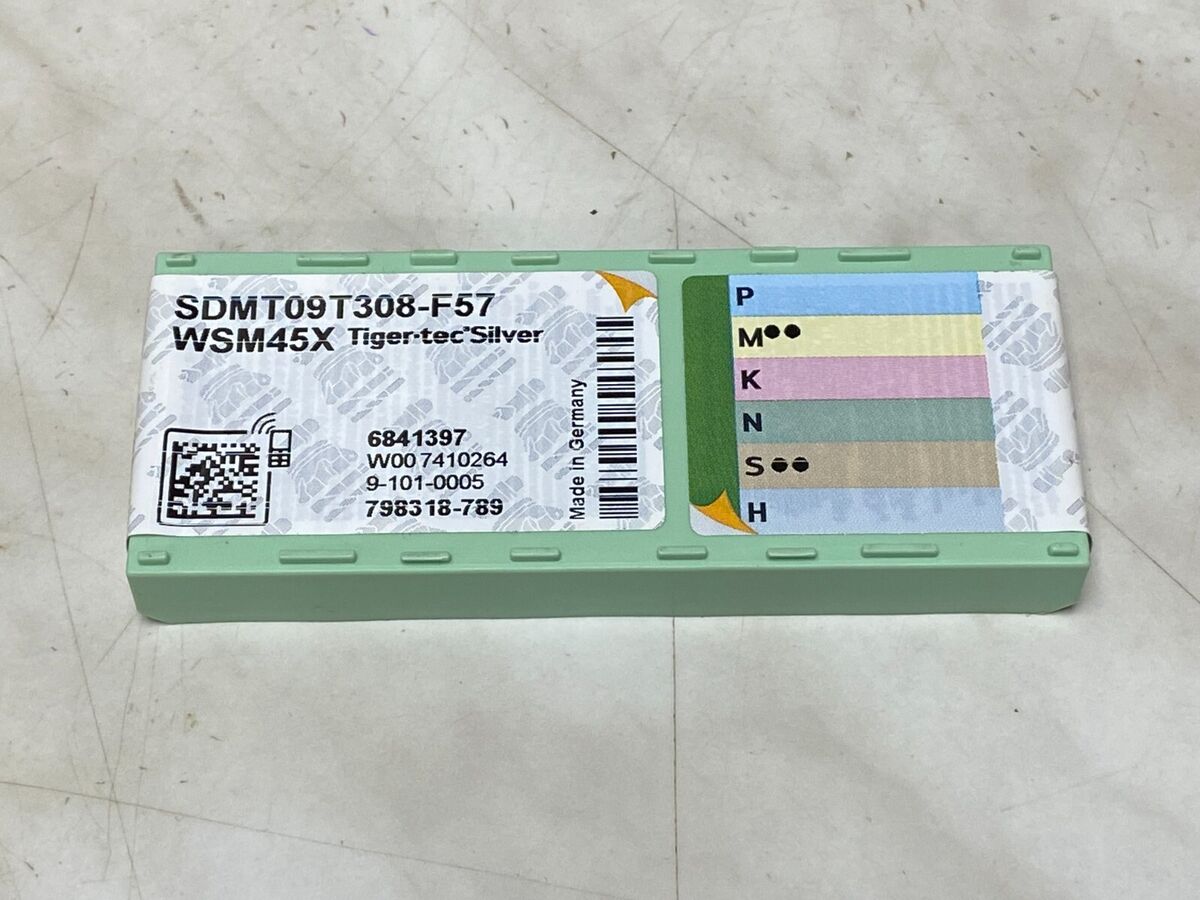 SDMT09T308-F57
WSM45X Tiger·tec®Silver
6841397
W00 7410264
9-101-0005
798318-789
Made in Germany
P
M●●
K
N
S●●
H